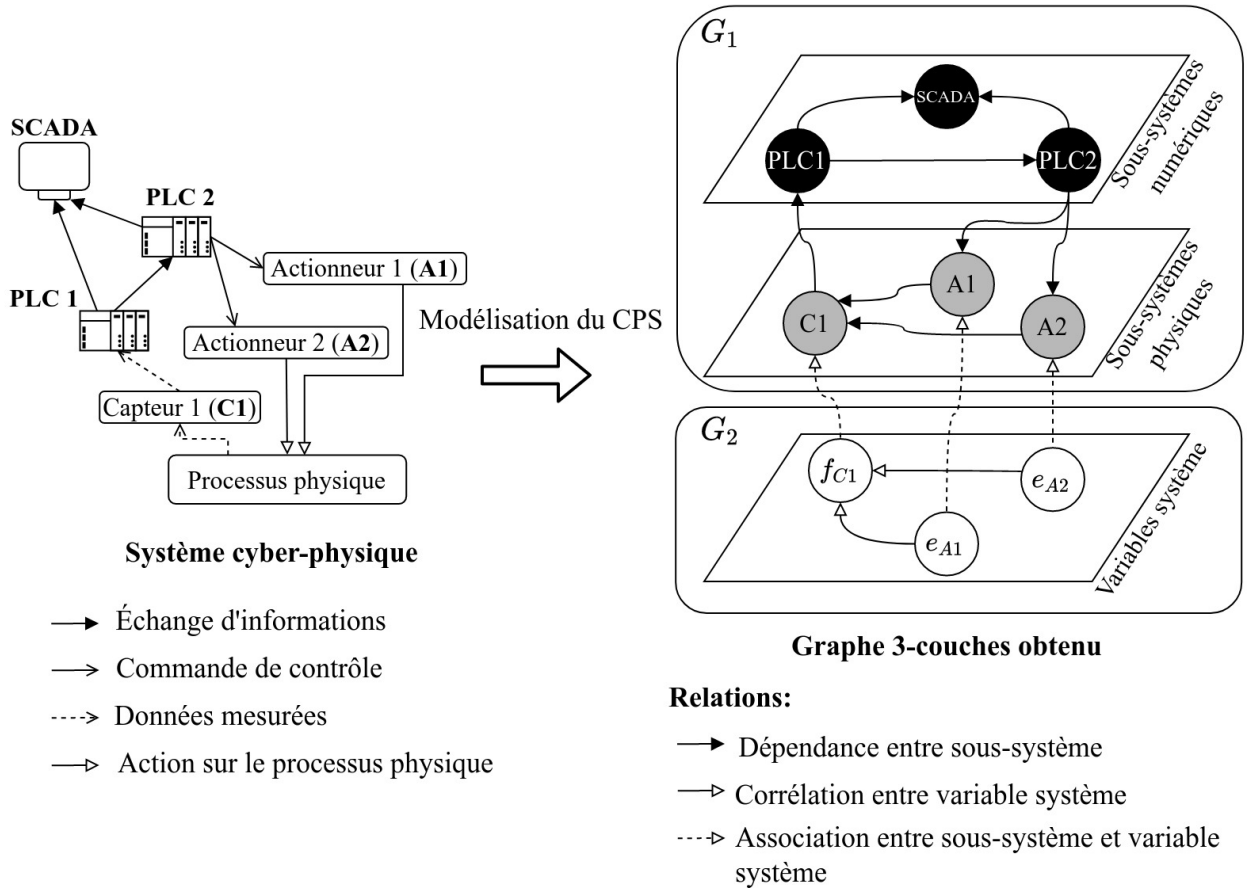 SCADA
PLC 2
PLC 1
Actionneur 1 (A1)
Actionneur 2 (A2)
Capteur 1 (C1)
Processus physique
Système cyber-physique
Échange d'informations
Commande de contrôle
Données mesurées
Action sur le processus physique
Modélisation du CPS
G1
SCADA
PLC1
PLC2
Sous-systèmes
numériques
A1
C1
A2
Sous-systèmes
physiques
G2
fC1
eA2
eA1
Variables système
Graphe 3-couches obtenu
Relations:
Dépendance entre sous-système
Corrélation entre variable système
Association entre sous-système et variable
système